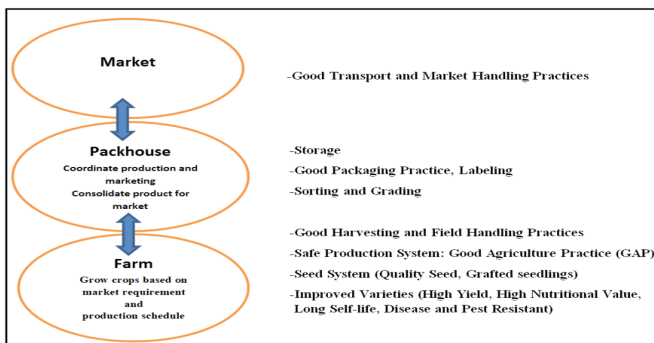 Market
-Good Transport and Market Handling Practices
Packhouse
Coordinate production and
marketing
Consolidate product for
market
-Storage
-Good Packaging Practice, Labeling
-Sorting and Grading
Farm
Grow crops based on
market requirement
and
production schedule
-Good Harvesting and Field Handling Practices
-Safe Production System: Good Agriculture Practice (GAP)
-Seed System (Quality Seed, Grafted seedlings)
-Improved Varieties (High Yield, High Nutritional Value,
Long Self-life, Disease and Pest Resistant)